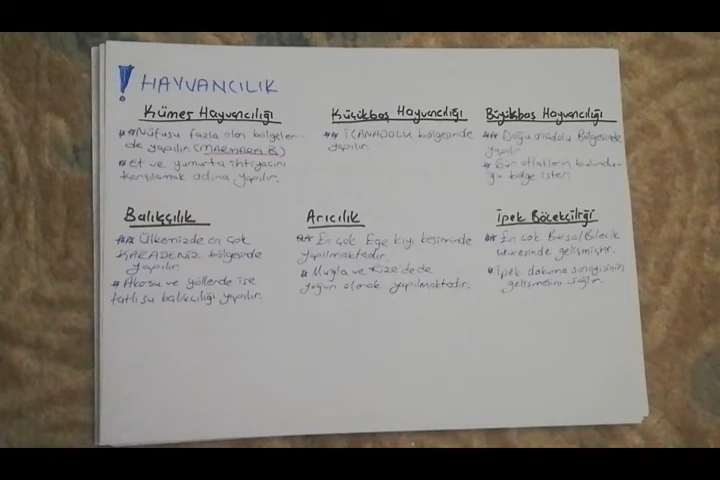 ! HAYVANCILIK
Kümes Hayvancılığı
** Nüfusu fazla olan bölgeler-
de yapılır. (MARMARA B.)
* Et ve yumurta ihtiyacını
karşılamak adına yapılır.
Küçükbaş Hayvancılığı
** İÇANADOLU bölgesinde
yapılır.
Büyükbaş Hayvancılığı
** Doğu anadolu Bölgesinde
yapılır
* Gür otlakların bulundu-
ğu bölge ister.
Balıkçılık
** Ülkemizde en çok
KARADENİZ bölgesinde
yapılır
* Akarsu ve göllerde ise
tatlısu balıkçılığı yapılır.
Arıcılık
** En çok Ege kıyı kesiminde
yapılmaktadır.
* Muğla ve Rize'de de
yoğun olarak yapılmaktadır.
İpek Böcekçiliği
** En çok Bursa/Bilecik
yöresinde gelişmiştir.
* İpek dokuma sanayisinin
gelişmesini sağlar.